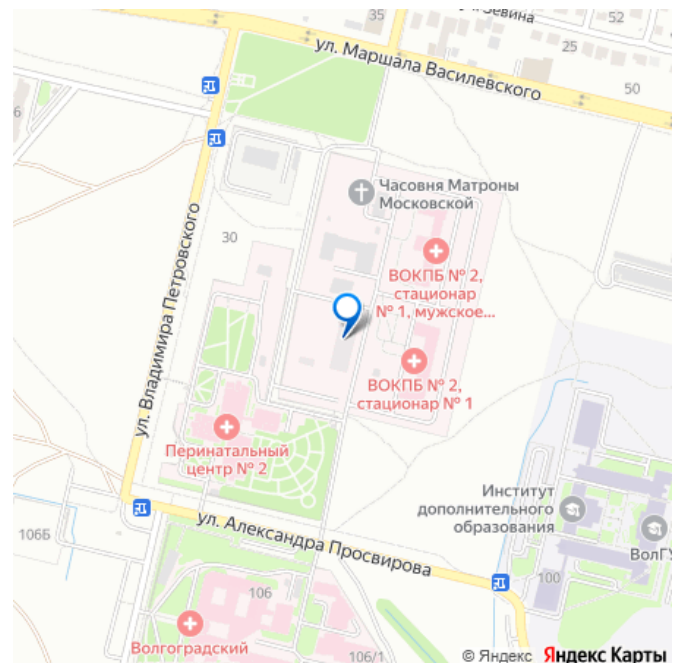 35
52
ул. Маршала Василевского
25
50
6
Часовня Матроны
Московской
30
ВОКПБ № 2,
стационар
№ 1, мужское...
ул. Владимира Петровского
ВОКПБ № 2,
стационар № 1
Перинатальный
центр № 2
Институт
дополнительного
образования
ВолГУ
106Б
ул. Александра Просвирова
100
106
Волгоградский
106/1
© Яндекс Яндекс Карты